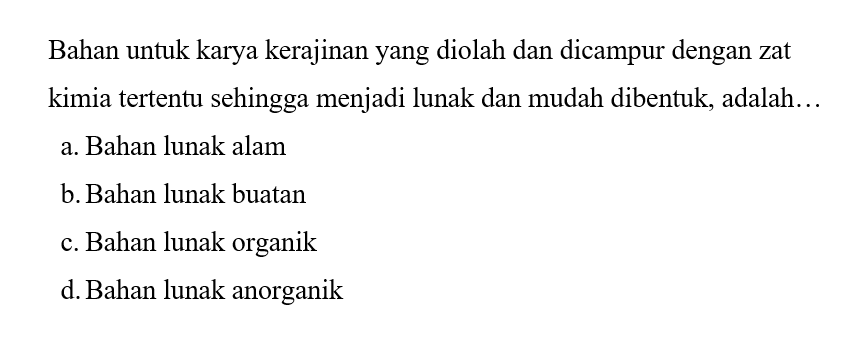 Bahan untuk karya kerajinan yang diolah dan dicampur dengan zat
kimia tertentu sehingga menjadi lunak dan mudah dibentuk, adalah…
a. Bahan lunak alam
b. Bahan lunak buatan
c. Bahan lunak organik
d. Bahan lunak anorganik